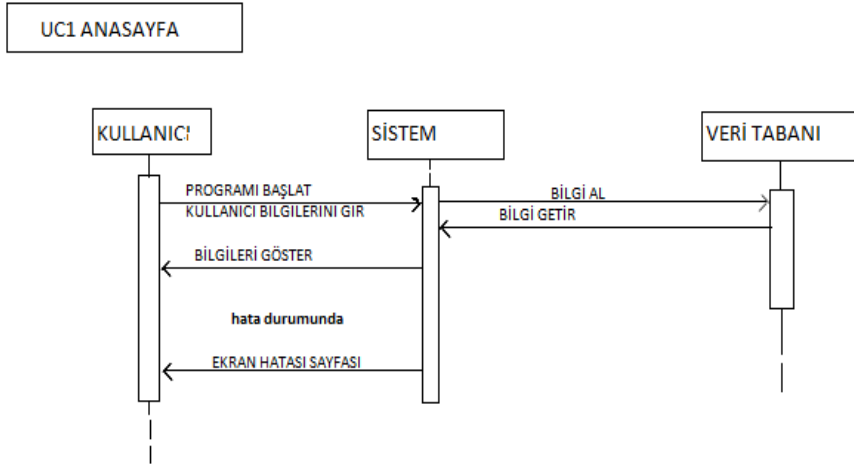 UC1 ANASAYFA
KULLANICI
SİSTEM
VERİ TABANI
PROGRAMI BAŞLAT
KULLANICI BILGILERINI GIR
BİLGİ AL
BİLGİ GETİR
BİLGİLERİ GÖSTER
hata durumunda
EKRAN HATASI SAYFASI